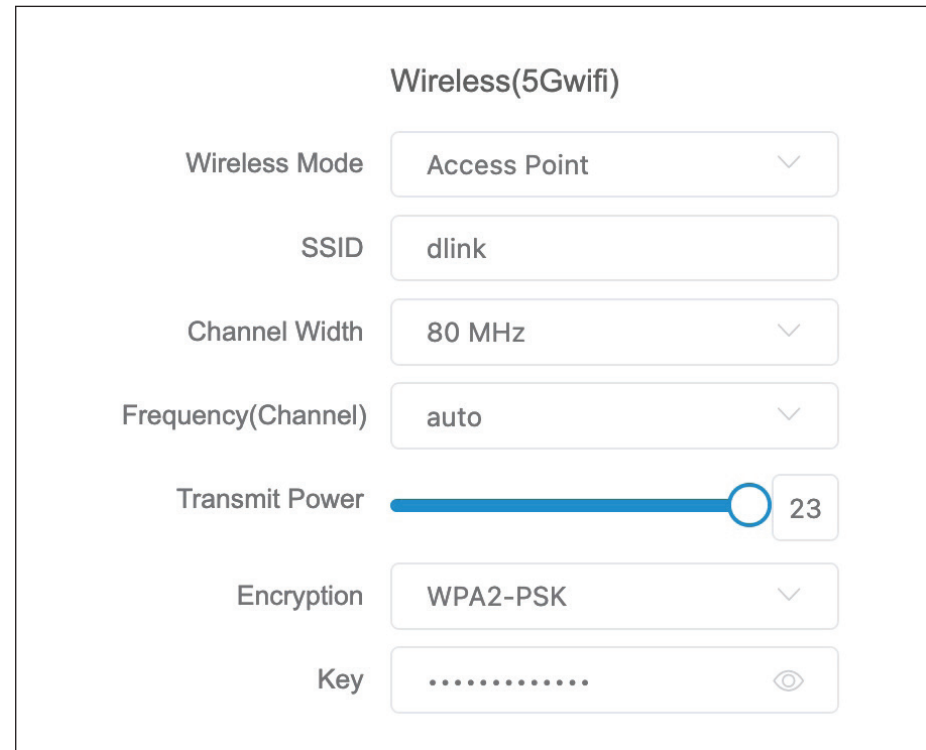 Wireless(5Gwifi)
Wireless Mode Access Point
SSID dlink
Channel Width 80 MHz
Frequency(Channel) auto
Transmit Power 23
Encryption WPA2-PSK
Key •••••••••••••